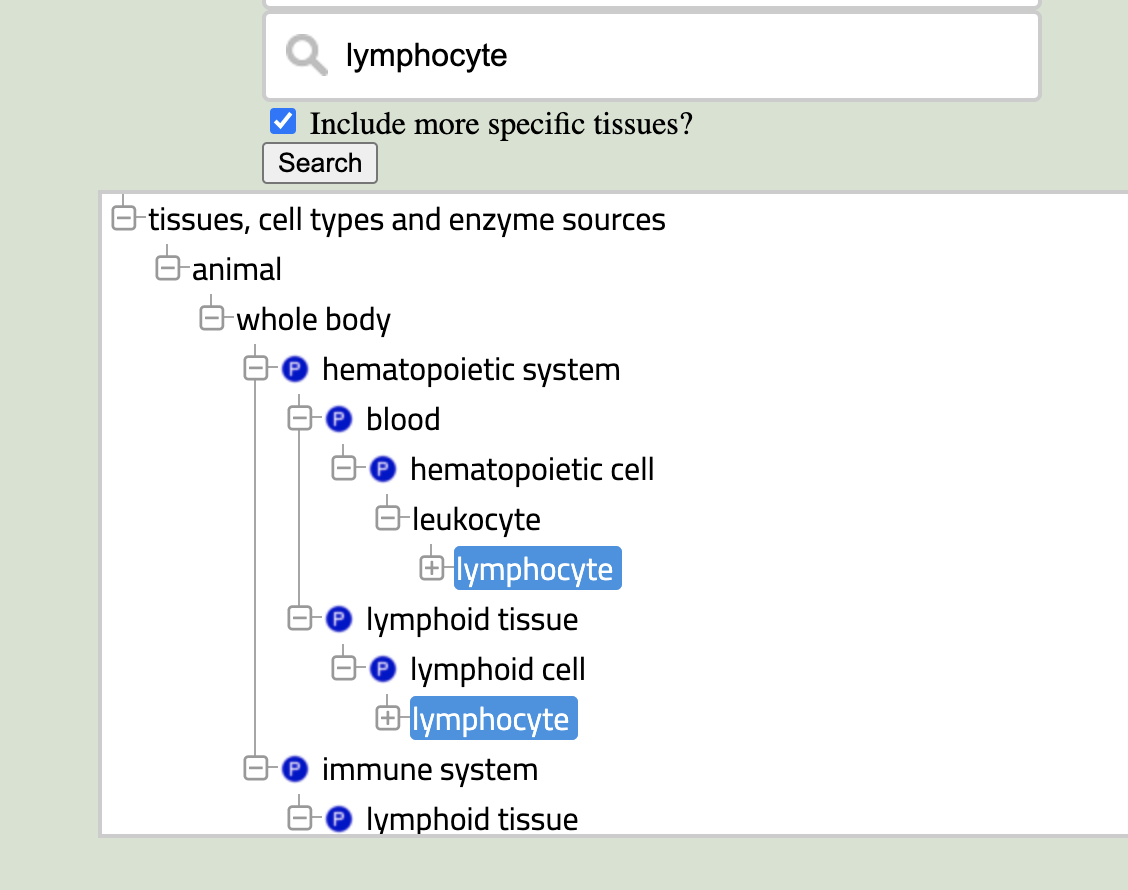 lymphocyte
Include more specific tissues?
Search
tissues, cell types and enzyme sources
animal
whole body
P hematopoietic system
P blood
P hematopoietic cell
leukocyte
lymphocyte
P lymphoid tissue
P lymphoid cell
lymphocyte
P immune system
P lymphoid tissue